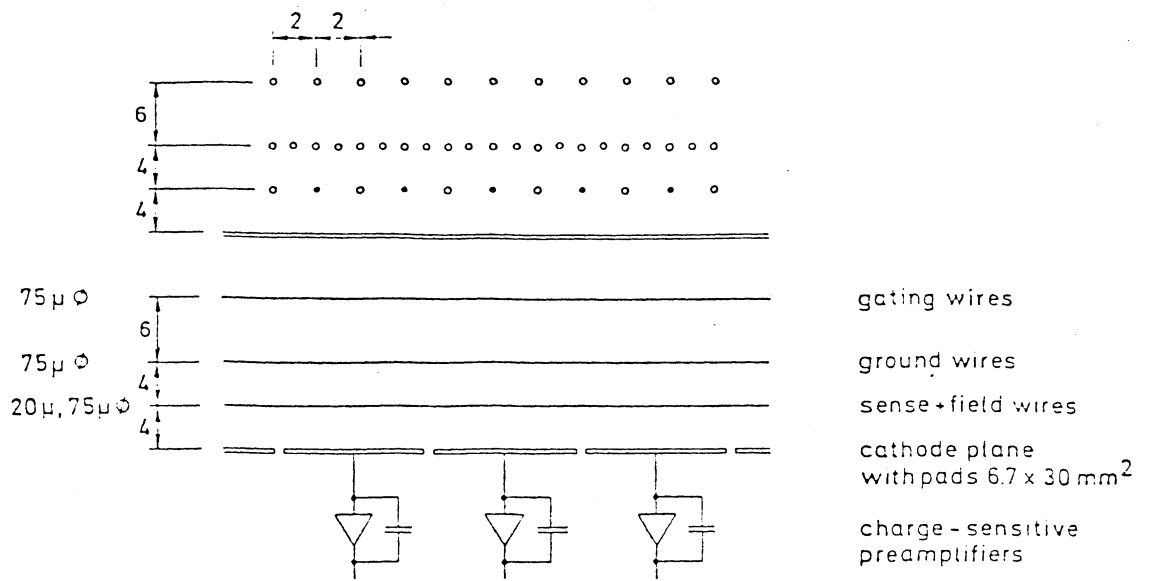 2 2
6
4
4
75µ Ø
6
gating wires
75µ Ø
4
ground wires
20µ, 75µ Ø
4
sense + field wires
cathode plane
with pads 6.7 x 30 mm²
charge - sensitive
preamplifiers